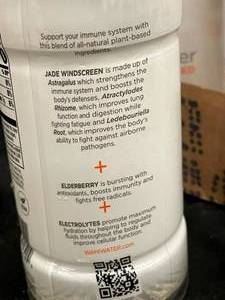 Support your immune system with
this blend of all-natural plant-based
ingredients.
JADE WINDSCREEN is made up of
Astragalus which strengthens the
immune system and boosts the
body's defenses, Atractylodes
Rhizome, which improves lung
function and digestion while
fighting fatigue and Ledebouring
Root, which improves the body's
ability to fight against airborne
pathogens.
+
ELDERBERRY is bursting with
antioxidants, boosts immunity and
fights free radicals.
+
ELECTROLYTES promote maximum
hydration by helping to regulate
fluids throughout the body and
improve cellular function.